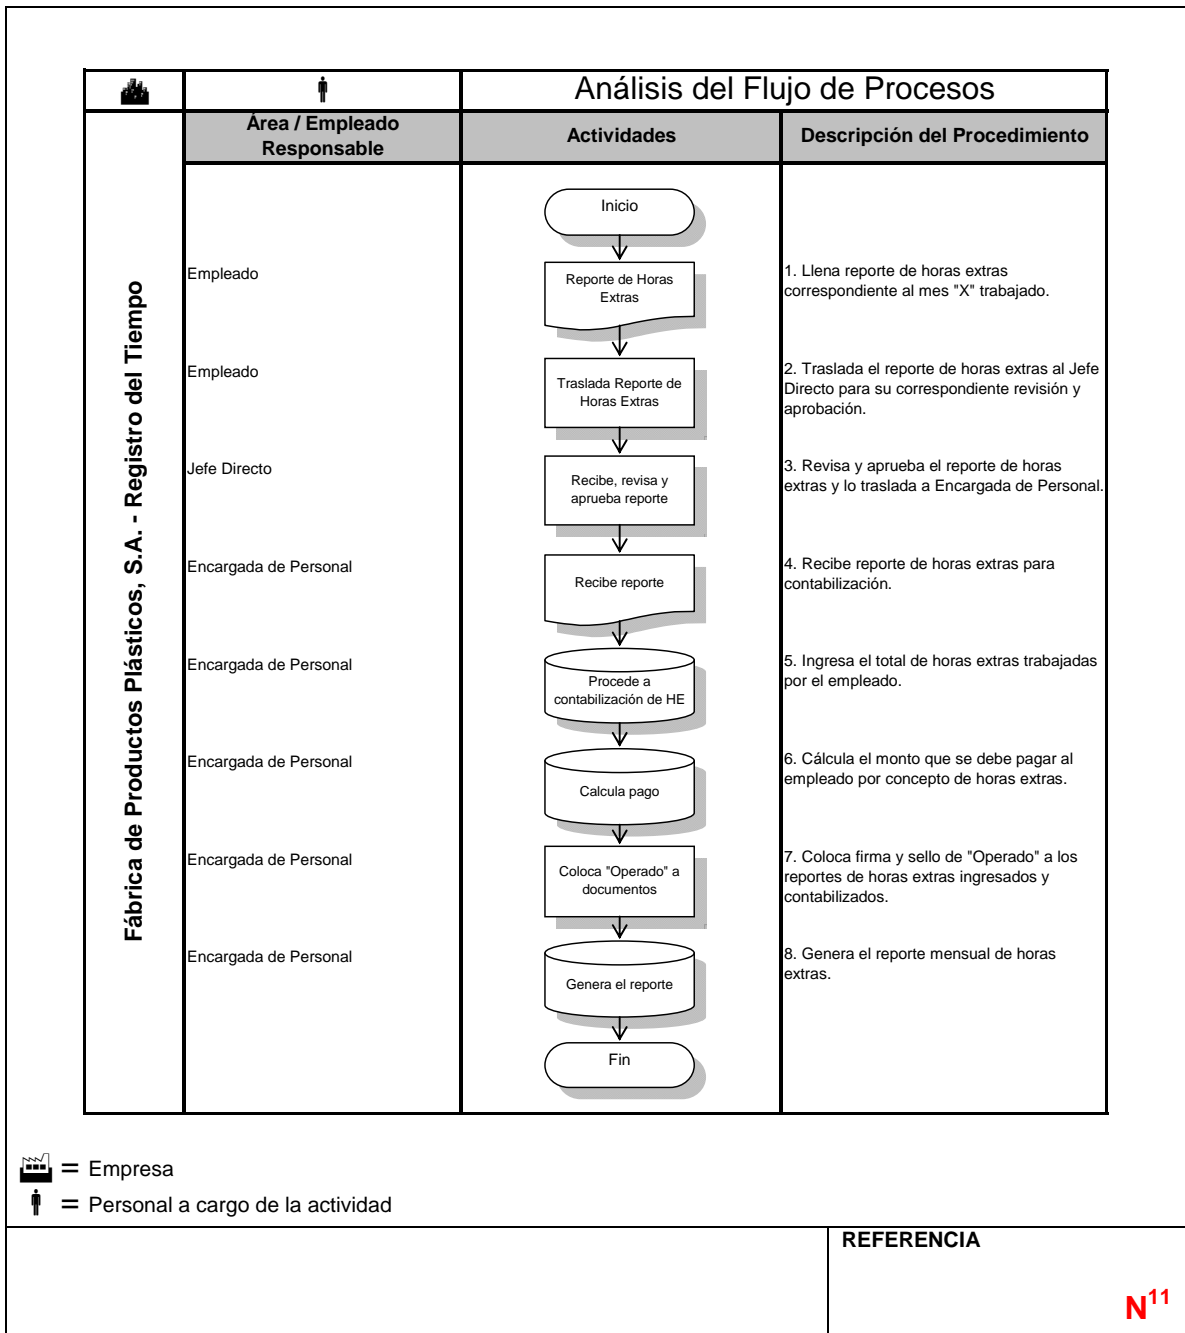 Análisis del Flujo de Procesos
Área / Empleado
Responsable
Actividades
Descripción del Procedimiento
Fábrica de Productos Plásticos, S.A. - Registro del Tiempo
Inicio
Empleado
Reporte de Horas
Extras
1. Llena reporte de horas extras
correspondiente al mes "X" trabajado.
Empleado
Traslada Reporte de
Horas Extras
2. Traslada el reporte de horas extras al Jefe
Directo para su correspondiente revisión y
aprobación.
Jefe Directo
Recibe, revisa y
aprueba reporte
3. Revisa y aprueba el reporte de horas
extras y lo traslada a Encargada de Personal.
Encargada de Personal
Recibe reporte
4. Recibe reporte de horas extras para
contabilización.
Encargada de Personal
Procede a
contabilización de HE
5. Ingresa el total de horas extras trabajadas
por el empleado.
Encargada de Personal
Calcula pago
6. Cálcula el monto que se debe pagar al
empleado por concepto de horas extras.
Encargada de Personal
Coloca "Operado" a
documentos
7. Coloca firma y sello de "Operado" a los
reportes de horas extras ingresados y
contabilizados.
Encargada de Personal
Genera el reporte
8. Genera el reporte mensual de horas
extras.
Fin
= Empresa
= Personal a cargo de la actividad
REFERENCIA
N11